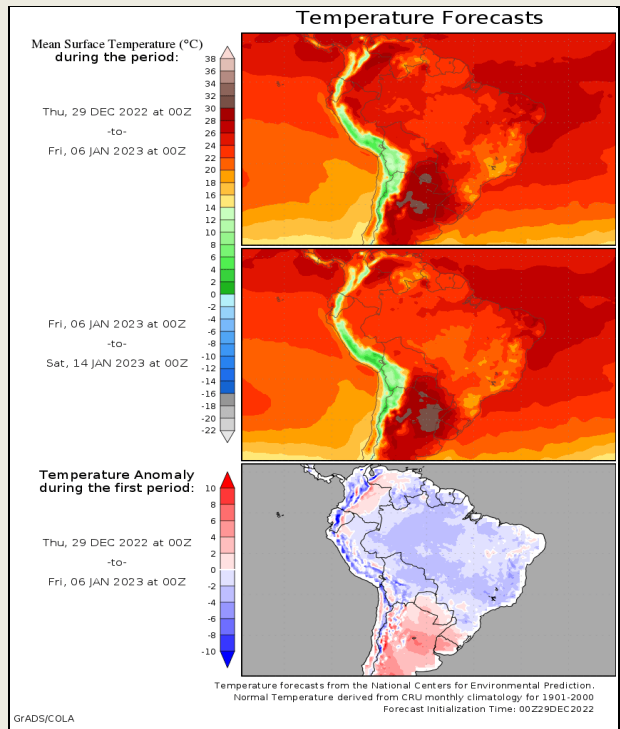 Temperature Forecasts
Mean Surface Temperature (°C)
during the period:
Thu, 29 DEC 2022 at 00Z
-to-
Fri, 06 JAN 2023 at 00Z
38
36
34
32
30
28
26
24
22
20
18
16
14
12
10
8
6
4
2
0
-2
-4
-6
-8
-10
-12
-14
-16
-18
-20
-22
Fri, 06 JAN 2023 at 00Z
-to-
Sat, 14 JAN 2023 at 00Z
Temperature Anomaly
during the first period:
Thu, 29 DEC 2022 at 00Z
-to-
Fri, 06 JAN 2023 at 00Z
10
8
6
4
2
0
-2
-4
-6
-8
-10
Temperature forecasts from the National Centers for Environmental Prediction.
Normal Temperature derived from CRU monthly climatology for 1901-2000
Forecast Initialization Time: 00Z29DEC2022
GrADS/COLA